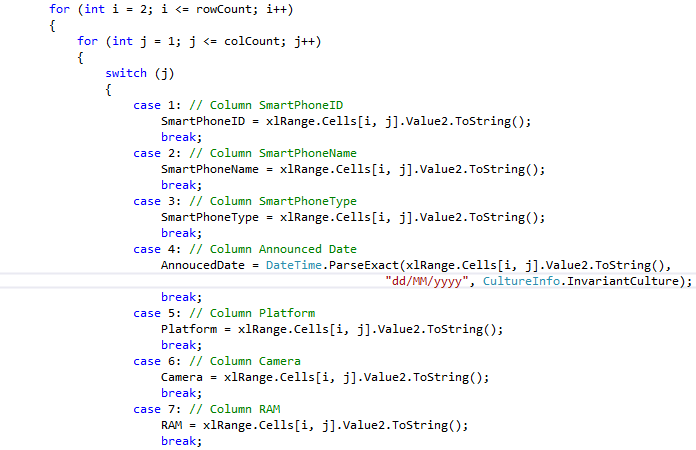 for (int i = 2; i <= rowCount; i++)
{
for (int j = 1; j <= colCount; j++)
{
switch (j)
{
case 1: // Column SmartPhoneID
SmartPhoneID = xlRange.Cells[i, j].Value2.ToString();
break;
case 2: // Column SmartPhoneName
SmartPhoneName = xlRange.Cells[i, j].Value2.ToString();
break;
case 3: // Column SmartPhoneType
SmartPhoneType = xlRange.Cells[i, j].Value2.ToString();
break;
case 4: // Column Announced Date
AnnoucedDate = DateTime.ParseExact(xlRange.Cells[i, j].Value2.ToString(),
"dd/MM/yyyy", CultureInfo.InvariantCulture);
break;
case 5: // Column Platform
Platform = xlRange.Cells[i, j].Value2.ToString();
break;
case 6: // Column Camera
Camera = xlRange.Cells[i, j].Value2.ToString();
break;
case 7: // Column RAM
RAM = xlRange.Cells[i, j].Value2.ToString();
break;